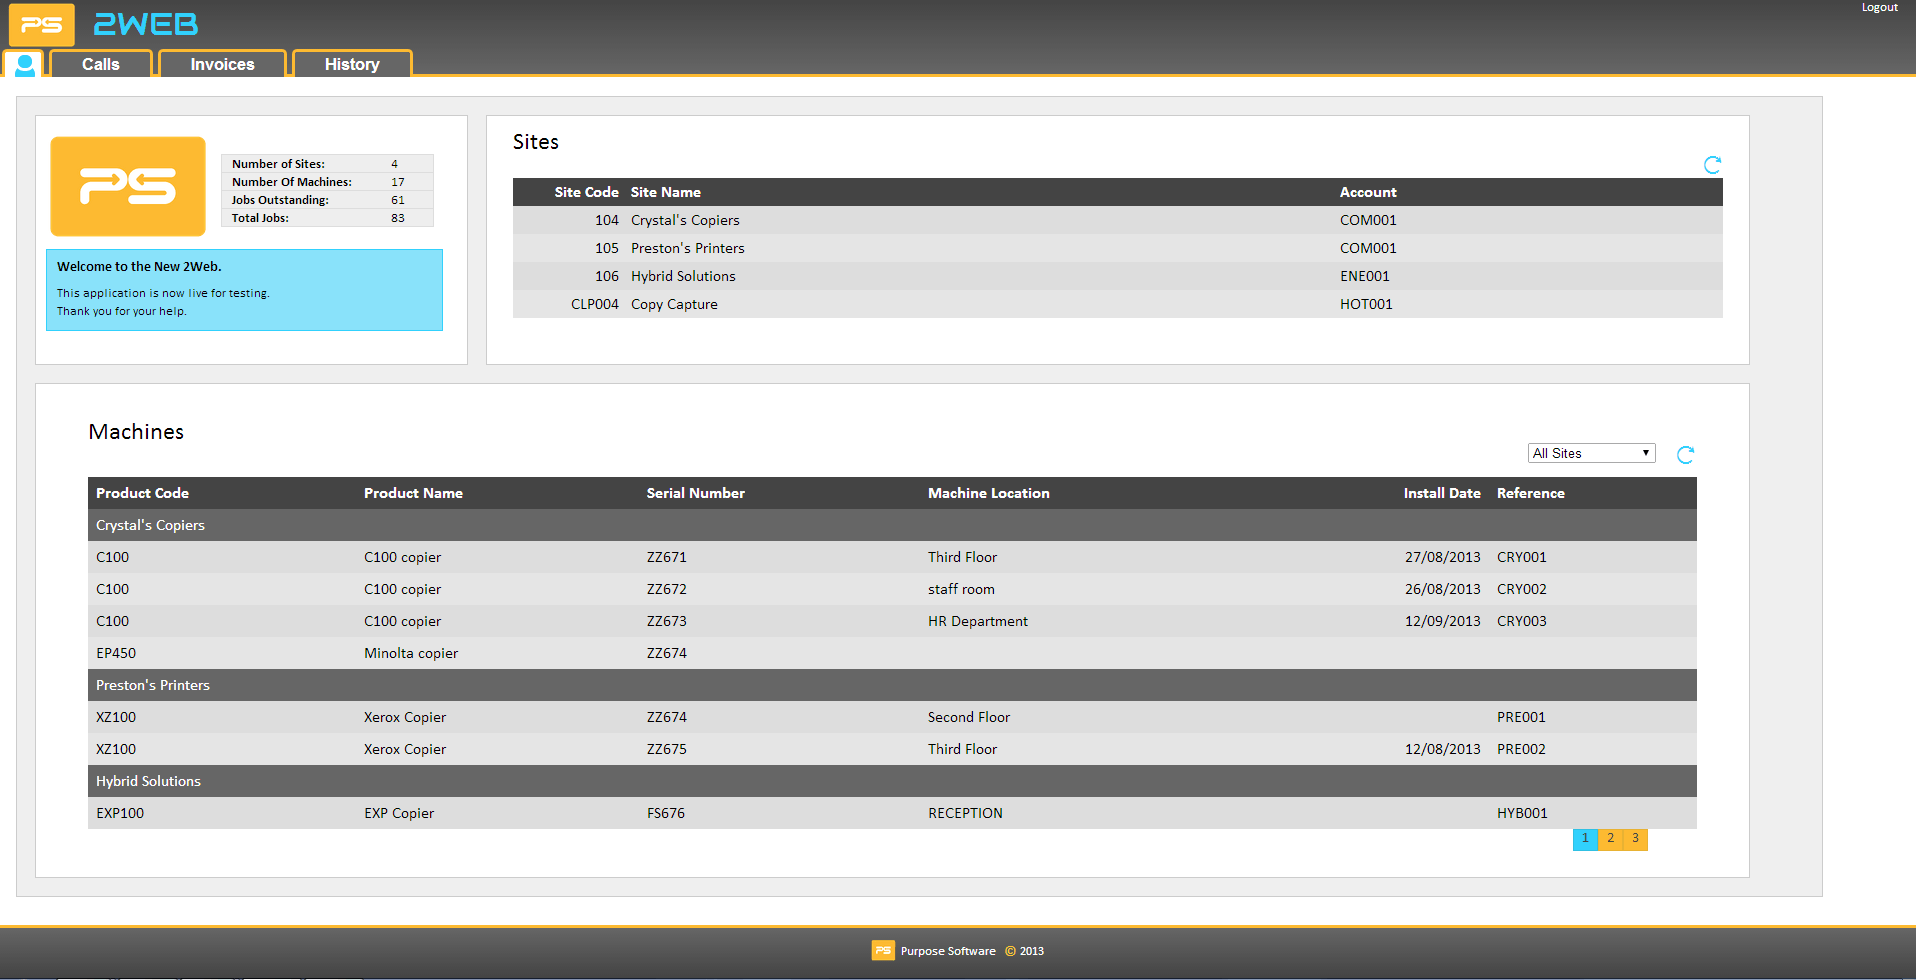 PS 2WEB
Logout
Calls Invoices History
PS
Number of Sites: 4
Number Of Machines: 17
Jobs Outstanding: 61
Total Jobs: 83
Welcome to the New 2Web.
This application is now live for testing.
Thank you for your help.
Sites
Site Code Site Name Account
104 Crystal's Copiers COM001
105 Preston's Printers COM001
106 Hybrid Solutions ENE001
CLP004 Copy Capture HOT001
Machines
All Sites
Product Code Product Name Serial Number Machine Location Install Date Reference
Crystal's Copiers
C100 C100 copier ZZ671 Third Floor 27/08/2013 CRY001
C100 C100 copier ZZ672 staff room 26/08/2013 CRY002
C100 C100 copier ZZ673 HR Department 12/09/2013 CRY003
EP450 Minolta copier ZZ674
Preston's Printers
XZ100 Xerox Copier ZZ674 Second Floor PRE001
XZ100 Xerox Copier ZZ675 Third Floor 12/08/2013 PRE002
Hybrid Solutions
EXP100 EXP Copier FS676 RECEPTION HYB001
1 2 3
PS Purpose Software © 2013